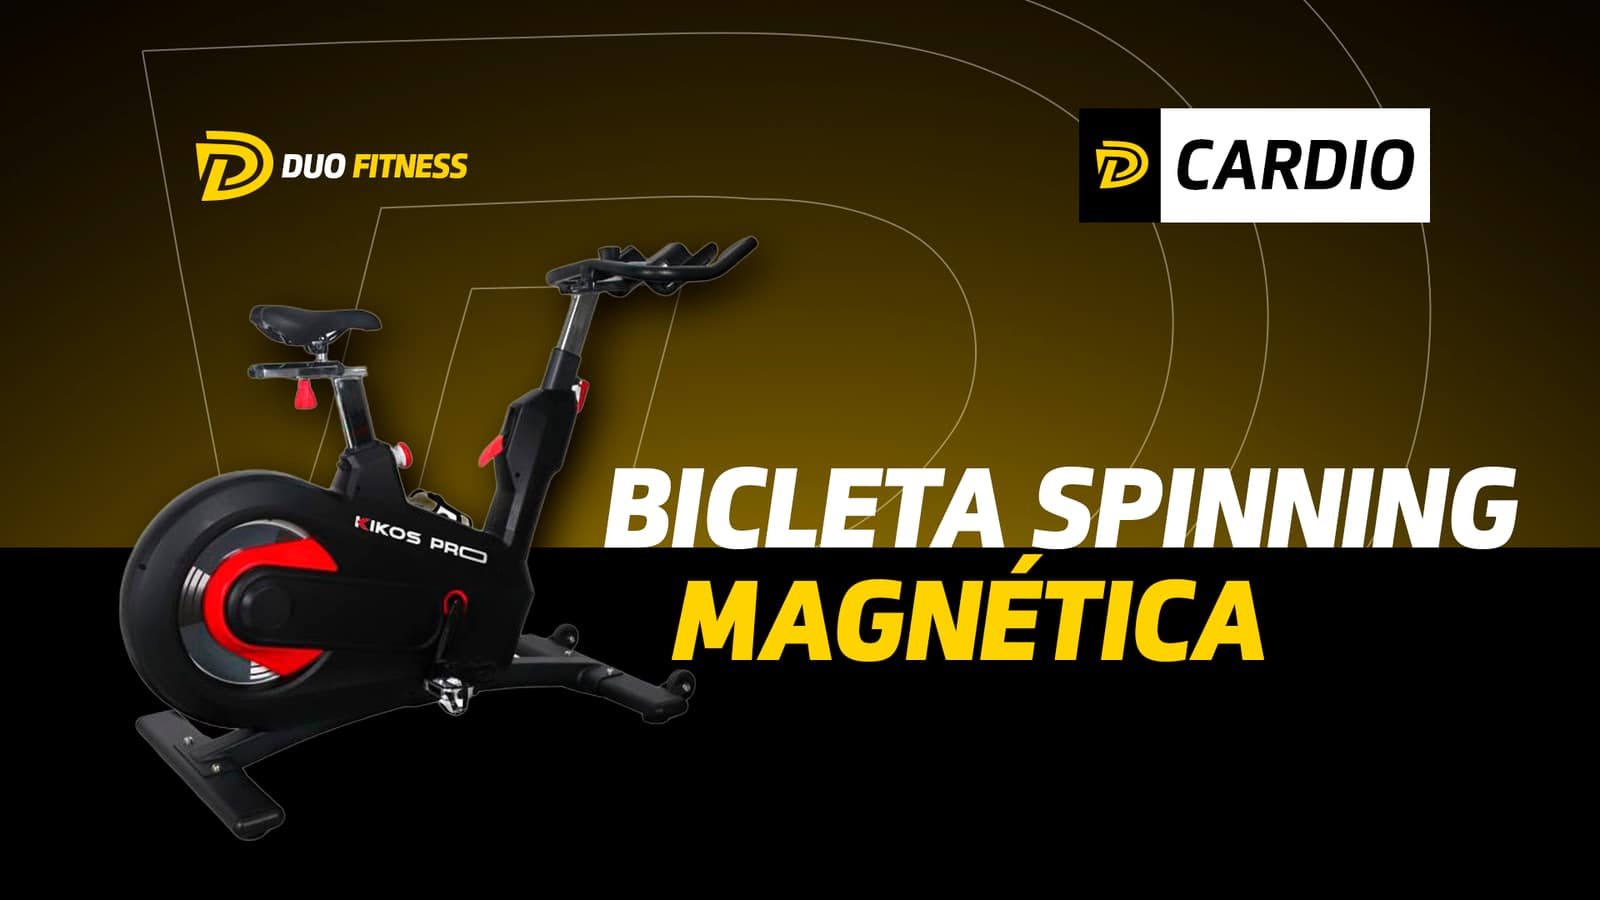 DUO FITNESS
CARDIO
KIKOS PRO
BICLETA SPINNING
MAGNÉTICA